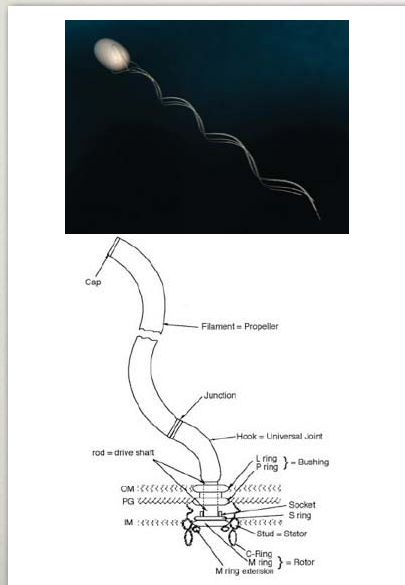 Cap
Filament = Propeller
Junction
Hook = Universal Joint
rod = drive shaft
L ring
P ring
} = Bushing
OM
PG
Socket
S ring
IM
Stud = Stator
C-Ring
M ring
} = Rotor
M ring extension